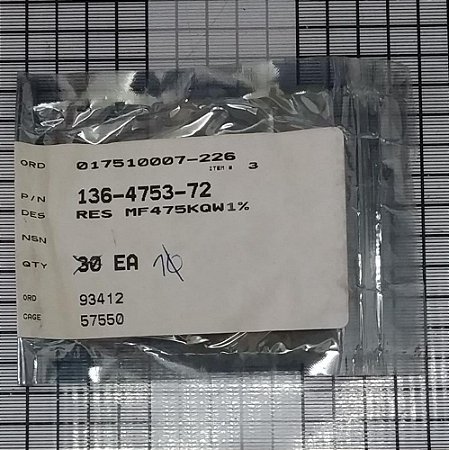 ORD 017510007-226
ITEM # 3
P/N 136-4753-72
DES RES MF475KQW1%
NSN
QTY 30 EA 10
ORD 93412
CAGE 57550